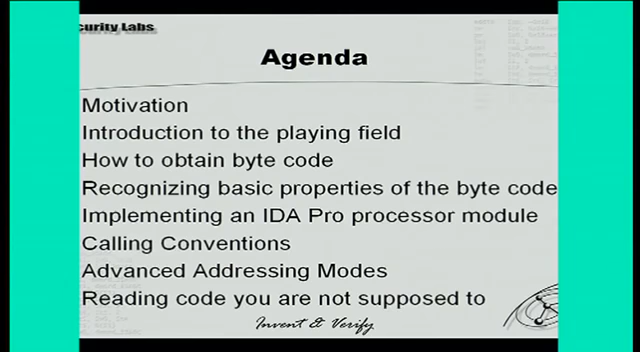 curity Labs
Agenda
Motivation
Introduction to the playing field
How to obtain byte code
Recognizing basic properties of the byte code
Implementing an IDA Pro processor module
Calling Conventions
Advanced Addressing Modes
Reading code you are not supposed to
Invent & Verify